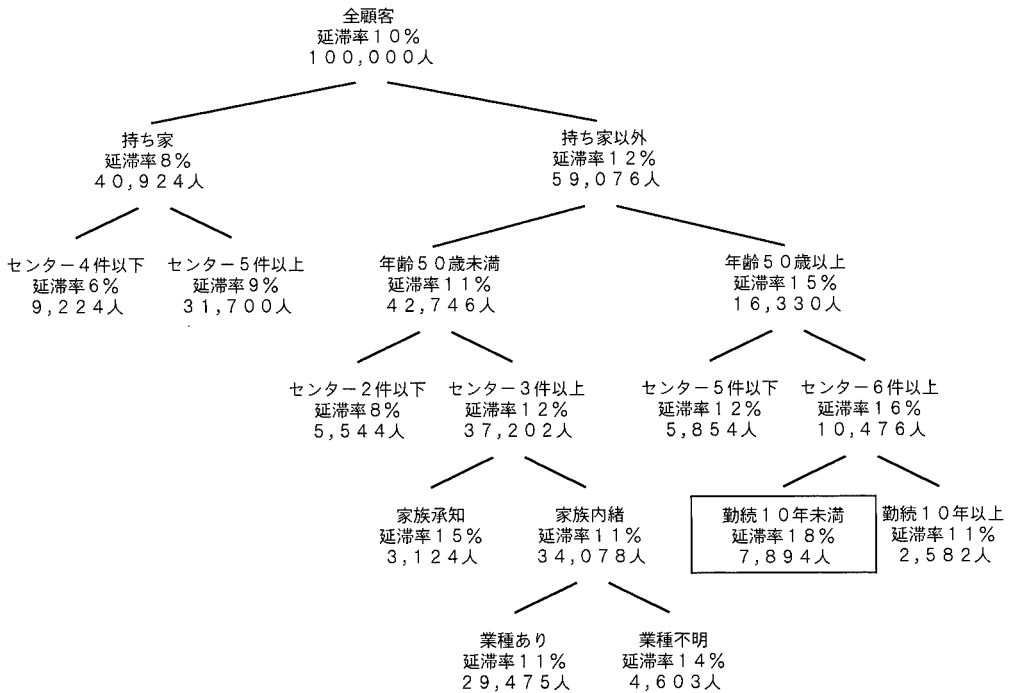 全顧客
延滞率１０％
１００,０００人
持ち家
延滞率８％
４０,９２４人
持ち家以外
延滞率１２％
５９,０７６人
センター４件以下
延滞率６％
９,２２４人
センター５件以上
延滞率９％
３１,７００人
年齢５０歳未満
延滞率１１％
４２,７４６人
年齢５０歳以上
延滞率１５％
１６,３３０人
センター２件以下
延滞率８％
５,５４４人
センター３件以上
延滞率１２％
３７,２０２人
センター５件以下
延滞率１２％
５,８５４人
センター６件以上
延滞率１６％
１０,４７６人
家族承知
延滞率１５％
３,１２４人
家族内緒
延滞率１１％
３４,０７８人
勤続１０年未満
延滞率１８％
７,８９４人
勤続１０年以上
延滞率１１％
２,５８２人
業種あり
延滞率１１％
２９,４７５人
業種不明
延滞率１４％
４,６０３人